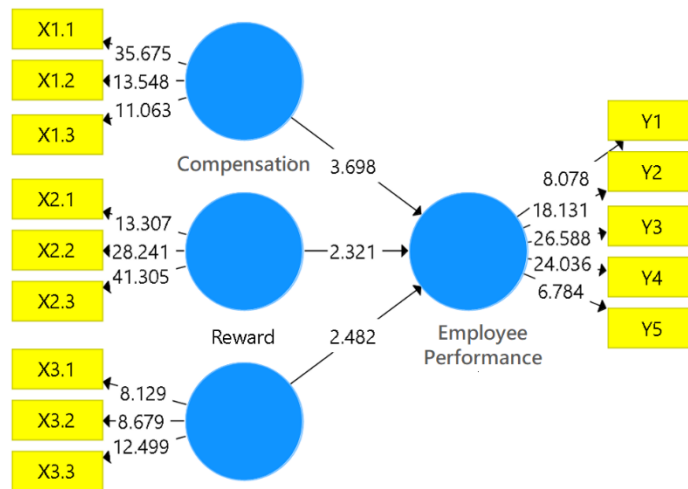 X1.1
35.675
X1.2
13.548
11.063
X1.3
Compensation
3.698
X2.1
13.307
X2.2
28.241
41.305
X2.3
Reward
2.321
X3.1
8.129
X3.2
8.679
12.499
X3.3
2.482
Employee
Performance
Y1
8.078
Y2
18.131
Y3
26.588
24.036
Y4
6.784
Y5